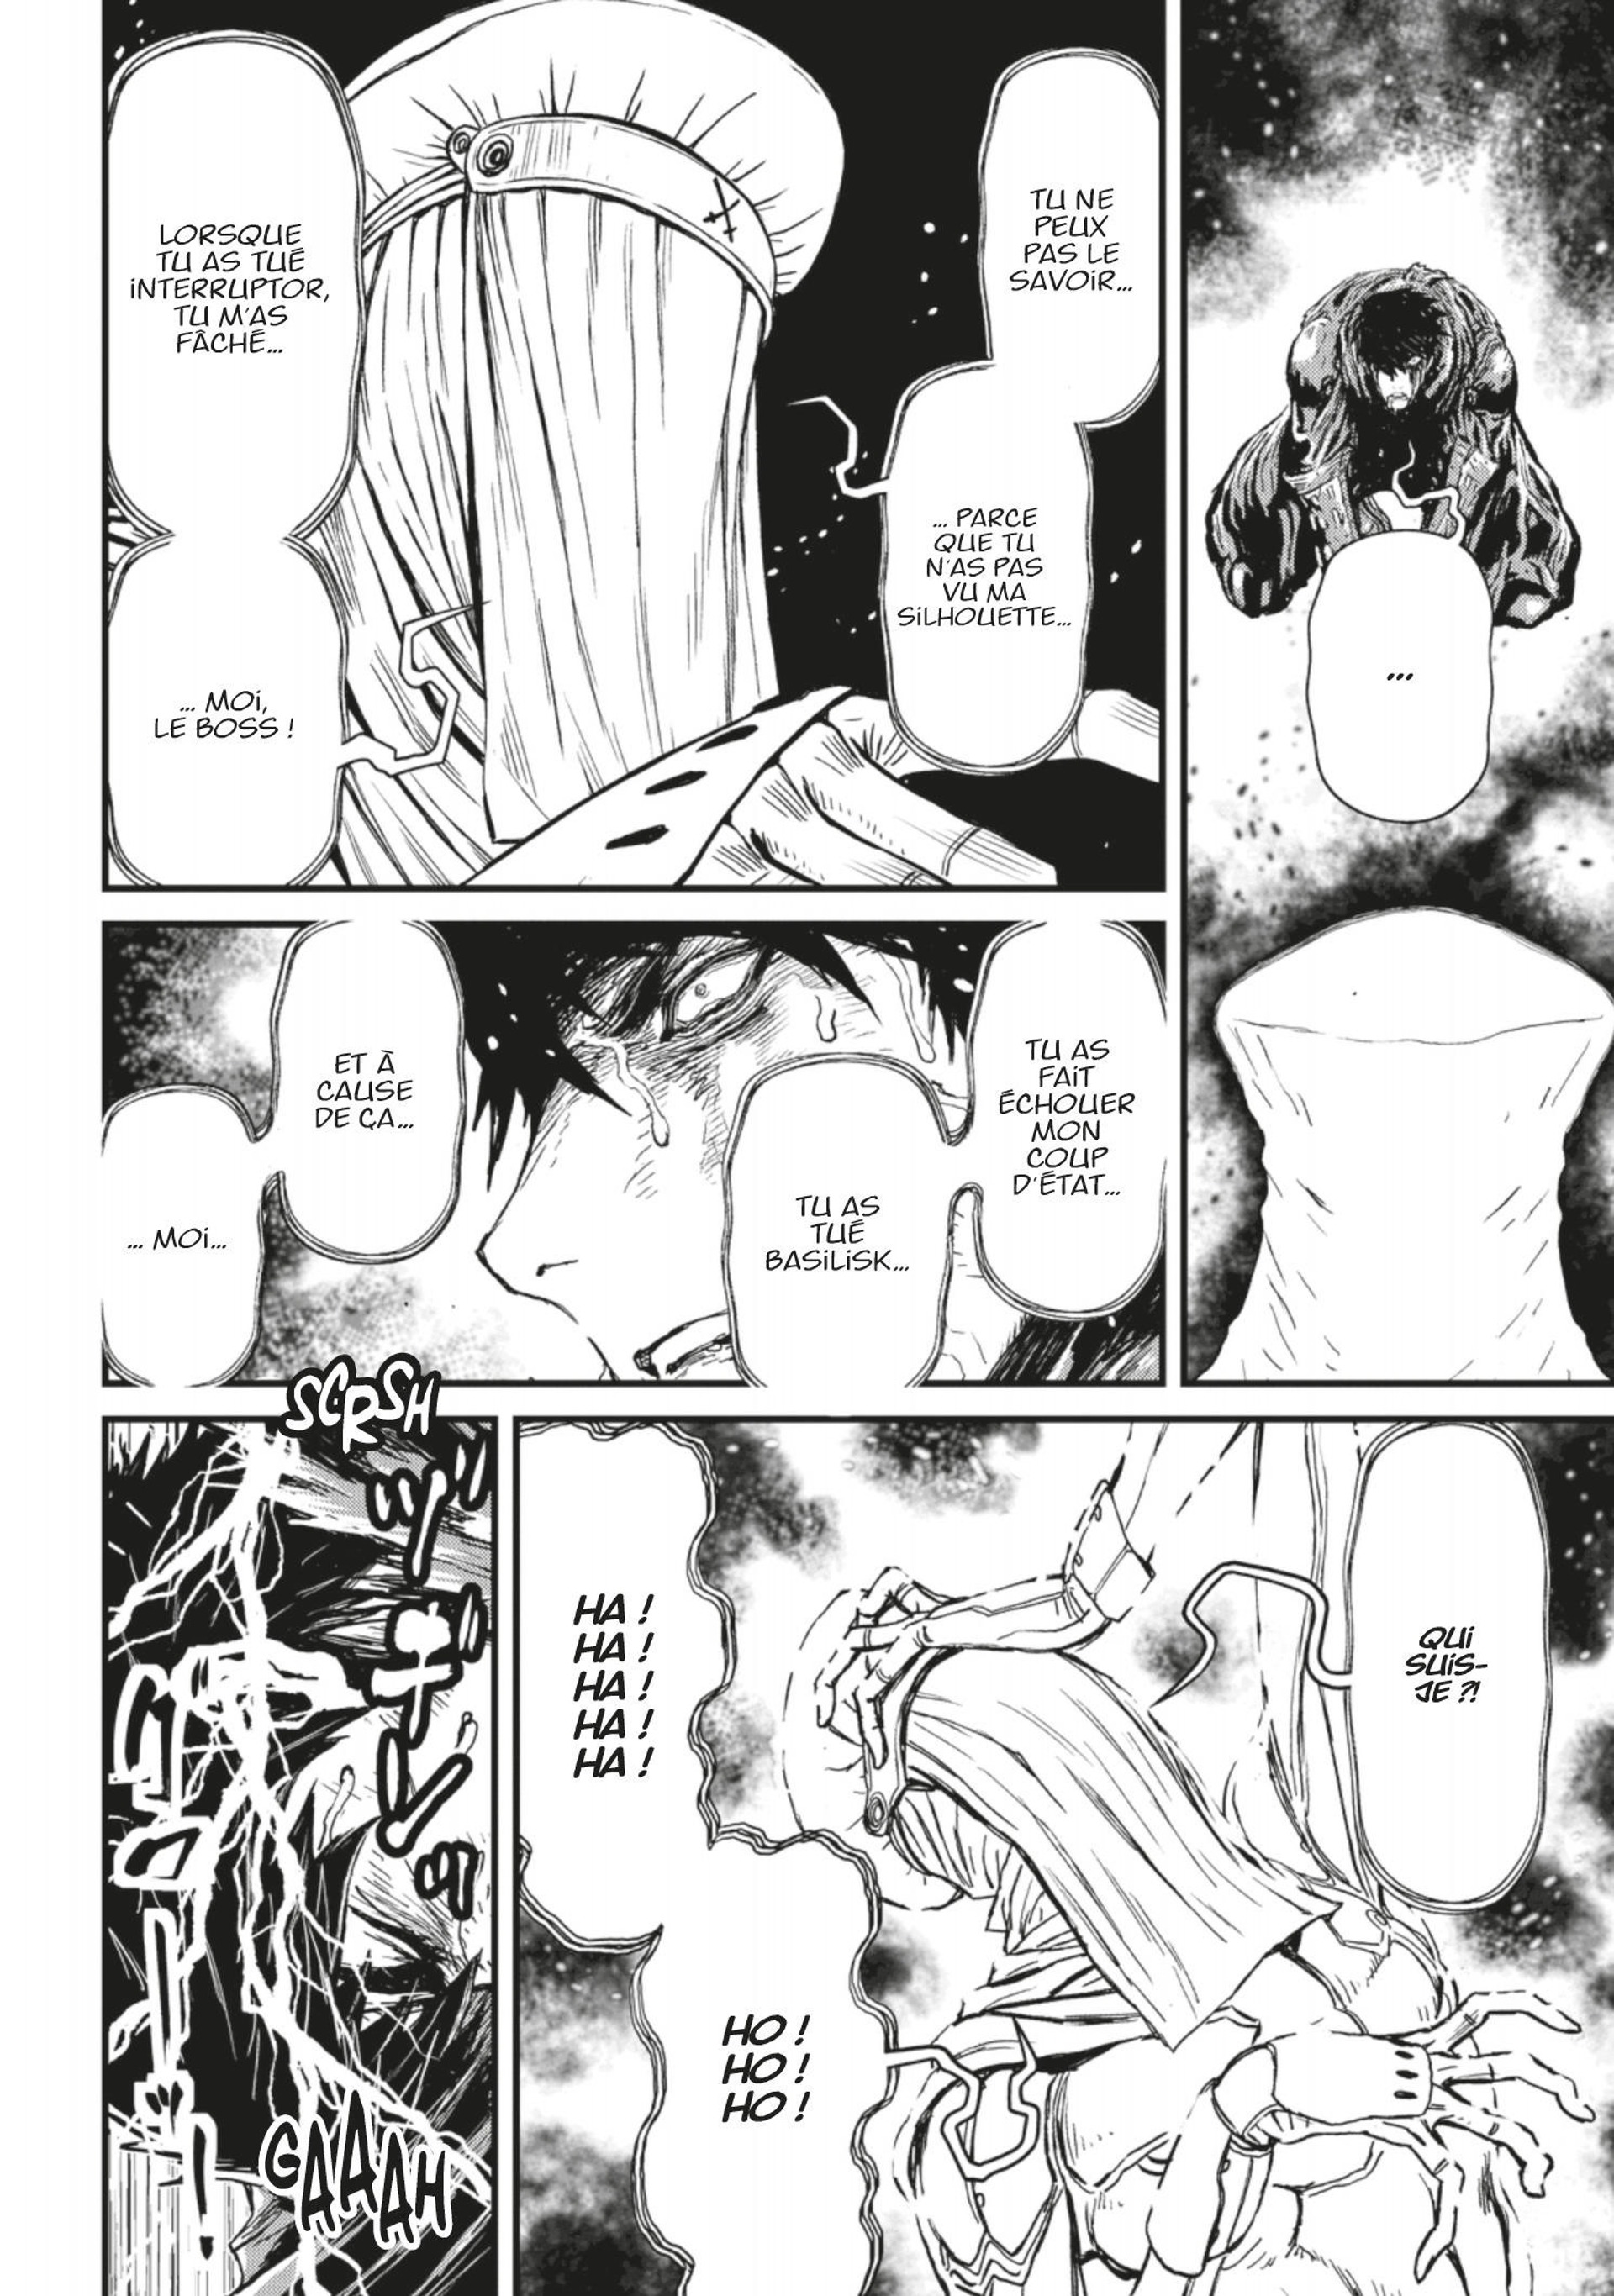 ...
TU NE
PEUX
PAS LE
SAVOIR...
... PARCE
QUE TU
N'AS PAS
VU MA
SILHOUETTE...
LORSQUE
TU AS TUÉ
INTERRUPTOR,
TU M'AS
FÂCHÉ...
... MOI,
LE BOSS !
TU AS
FAIT
ÉCHOUER
MON
COUP
D'ÉTAT...
TU AS
TUÉ
BASILISK...
ET À
CAUSE
DE ÇA...
... MOI...
QUI
SUIS-
JE ?!
HA !
HA !
HA !
HA !
HA !
HO !
HO !
HO !
SCRSH
GAAAAH